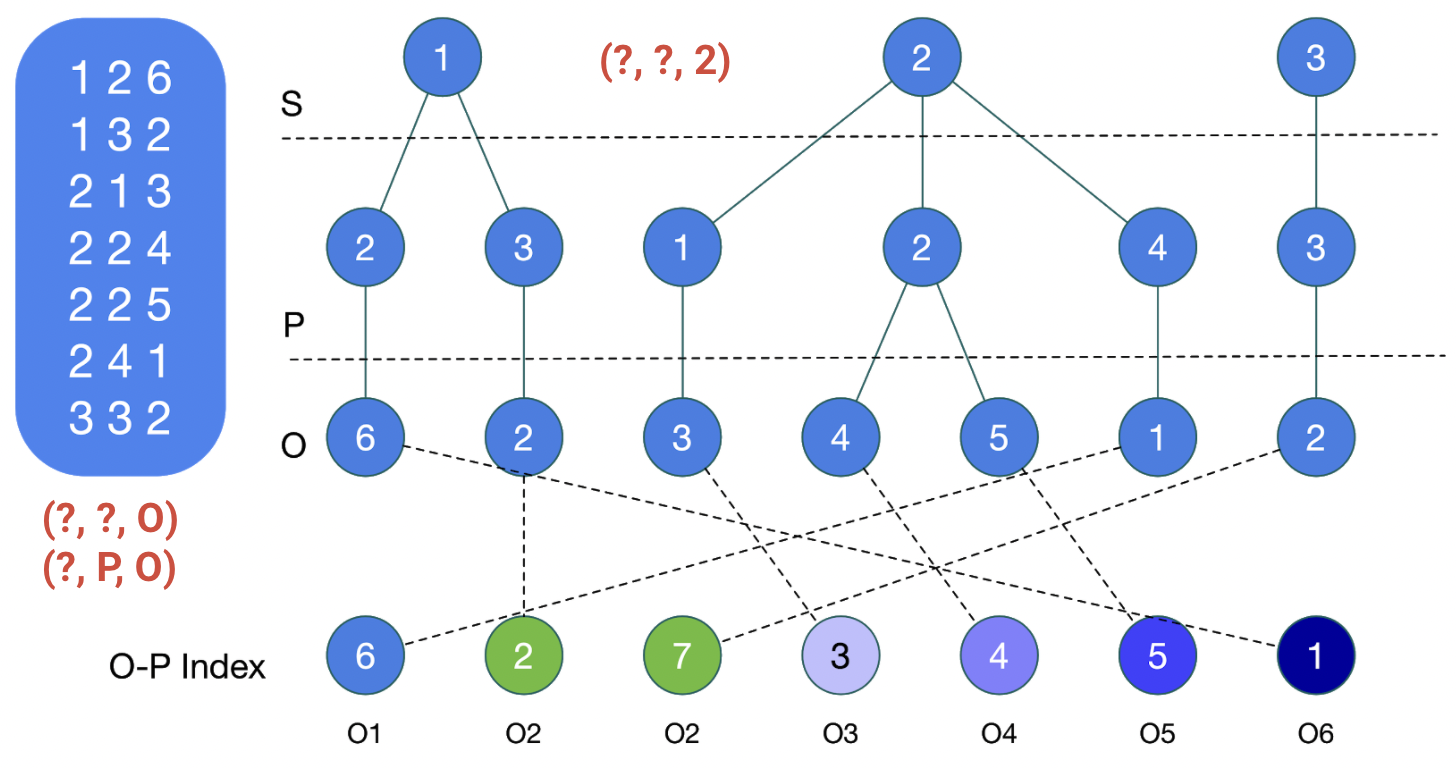 1 2 6
1 3 2
2 1 3
2 2 4
2 2 5
2 4 1
3 3 2
(?, ?, O)
(?, P, O)
1 (?, ?, 2) 2 3
S
2 3 1 2 4 3
P
O 6 2 3 4 5 1 2
O-P Index 6 2 7 3 4 5 1
O1 O2 O2 O3 O4 O5 O6